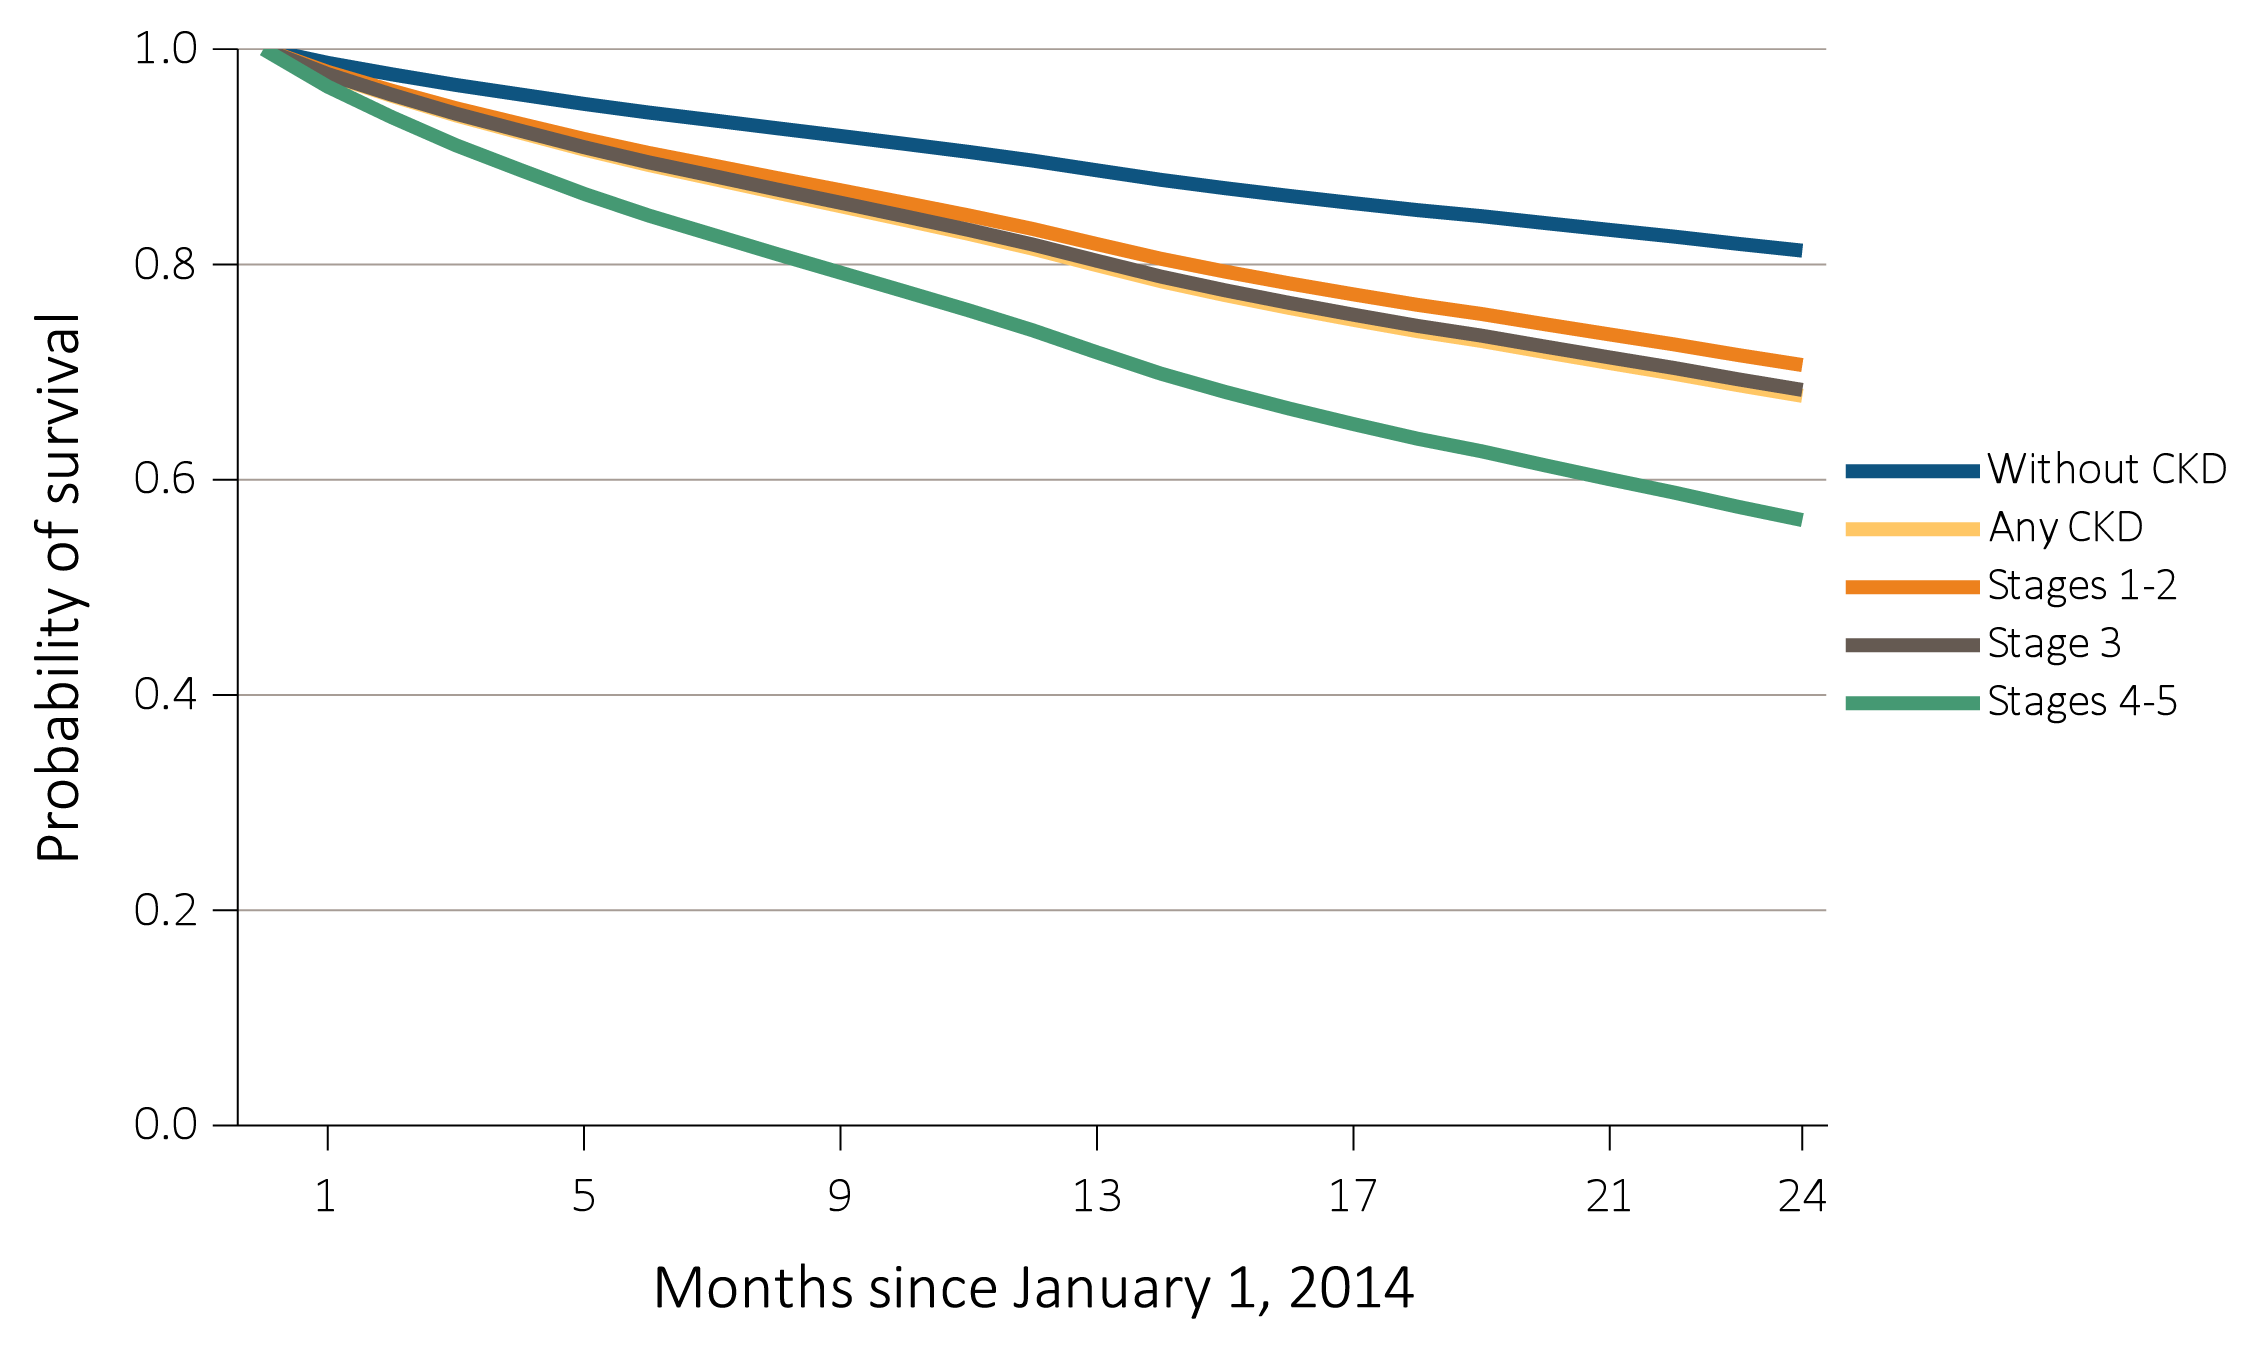 1.0
0.8
0.6
0.4
0.2
0.0
Probability of survival
1 5 9 13 17 21 24
Months since January 1, 2014
Without CKD
Any CKD
Stages 1-2
Stage 3
Stages 4-5